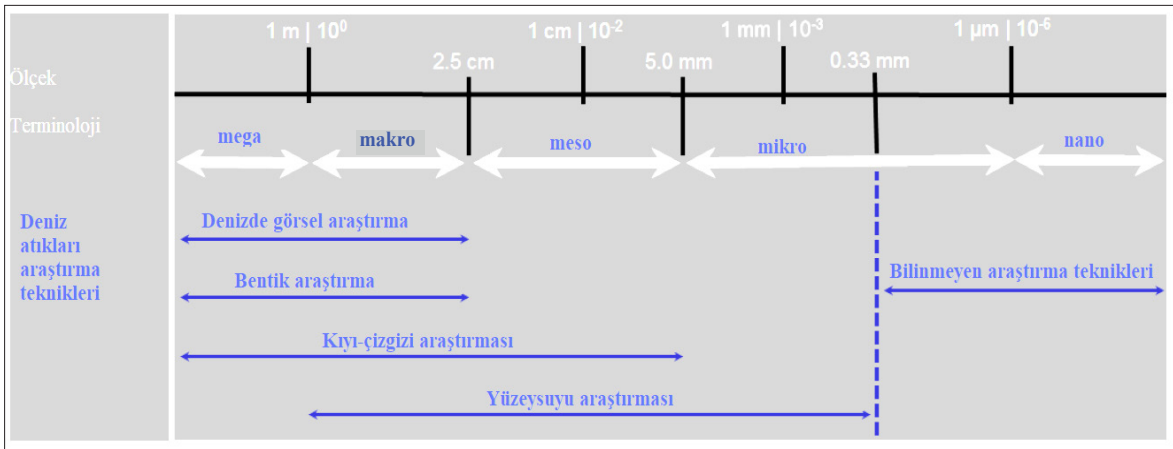 1 m | 10⁰
1 cm | 10⁻²
1 mm | 10⁻³
1 µm | 10⁻⁶
Ölçek
2.5 cm
5.0 mm
0.33 mm
Terminoloji
mega
makro
meso
mikro
nano
Deniz
atıkları
araştırma
teknikleri
Denizde görsel araştırma
Bentik araştırma
Bilinmeyen araştırma teknikleri
Kıyı-çizgizi araştırması
Yüzeysuyu araştırması